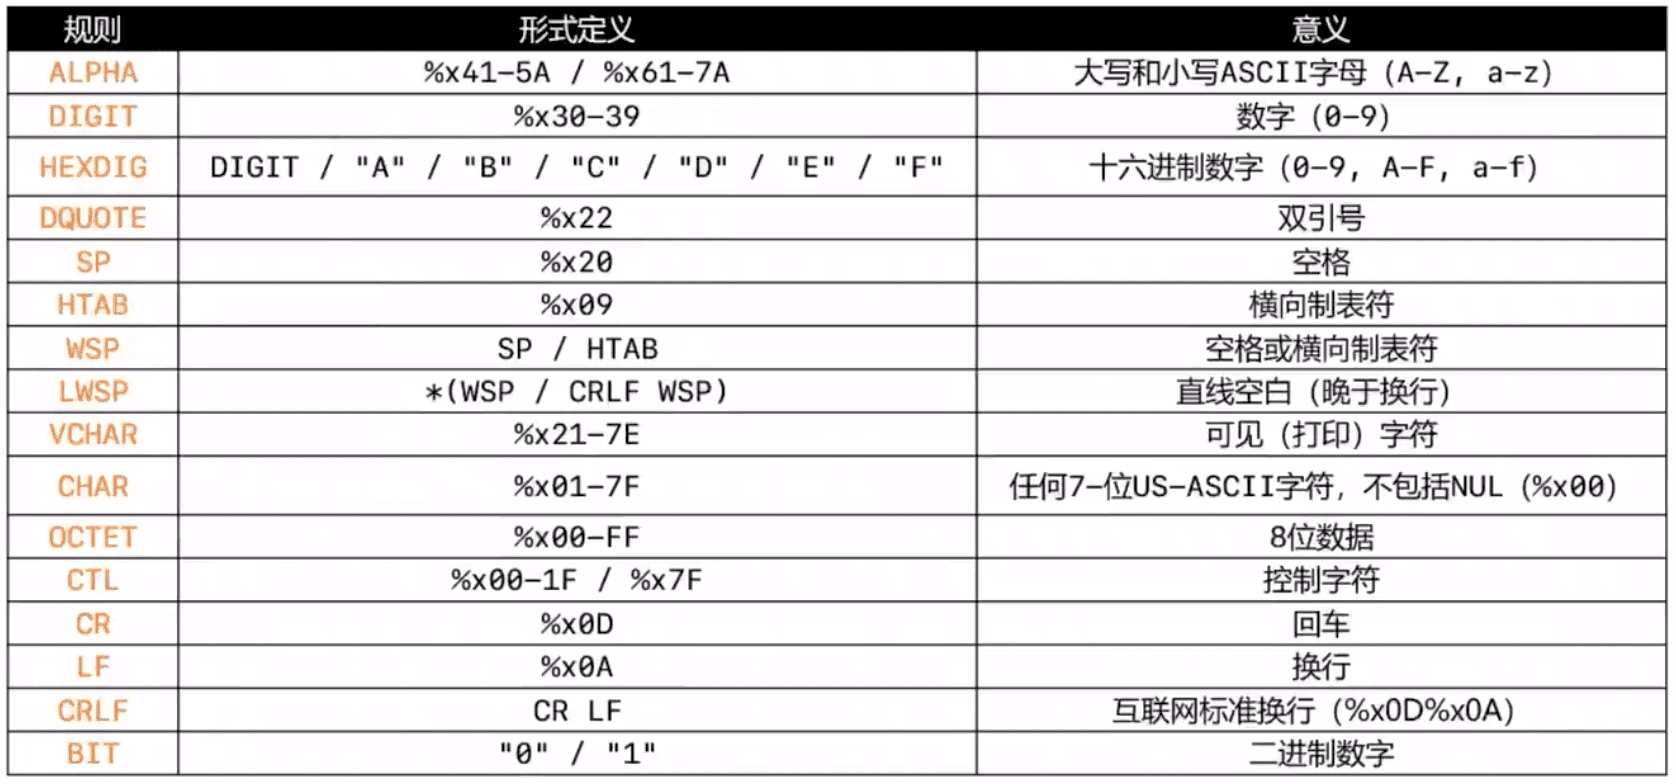 规则 形式定义 意义
ALPHA %x41-5A / %x61-7A 大写和小写ASCII字母（A-Z, a-z）
DIGIT %x30-39 数字（0-9）
HEXDIG DIGIT / "A" / "B" / "C" / "D" / "E" / "F" 十六进制数字（0-9, A-F, a-f）
DQUOTE %x22 双引号
SP %x20 空格
HTAB %x09 横向制表符
WSP SP / HTAB 空格或横向制表符
LWSP *(WSP / CRLF WSP) 直线空白（晚于换行）
VCHAR %x21-7E 可见（打印）字符
CHAR %x01-7F 任何7-位US-ASCII字符，不包括NUL（%x00）
OCTET %x00-FF 8位数据
CTL %x00-1F / %x7F 控制字符
CR %x0D 回车
LF %x0A 换行
CRLF CR LF 互联网标准换行（%x0D%x0A）
BIT "0" / "1" 二进制数字